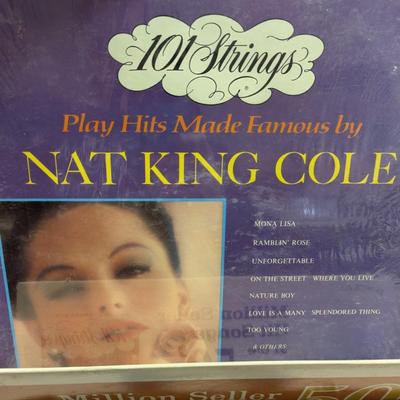 101 Strings
®
Play Hits Made Famous by
NAT KING COLE
MONA LISA
RAMBLIN' ROSE
UNFORGETTABLE
ON THE STREET WHERE YOU LIVE
NATURE BOY
LOVE IS A MANY SPLENDORED THING
TOO YOUNG
& OTHERS
Million Seller 50